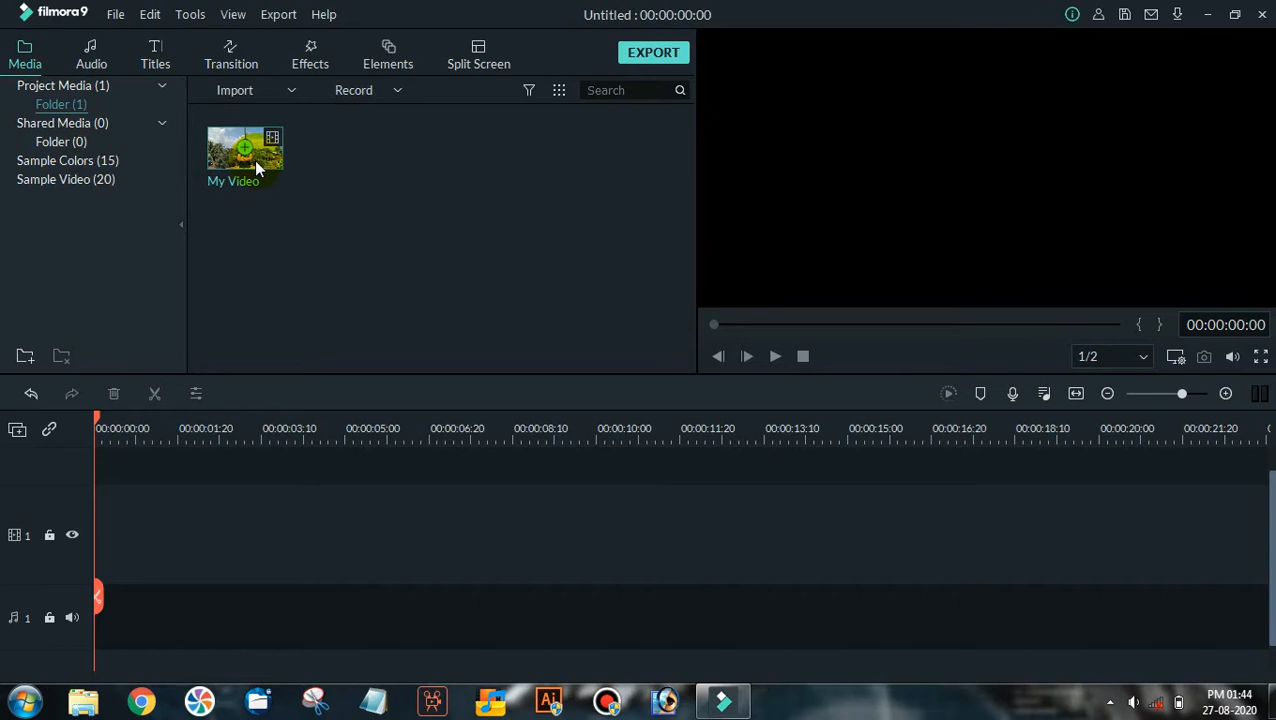 filmora9 File Edit Tools View Export Help Untitled : 00:00:00:00
Media Audio Titles Transition Effects Elements Split Screen EXPORT
Project Media (1)
Folder (1)
Shared Media (0)
Folder (0)
Sample Colors (15)
Sample Video (20)
Import Record Search
My Video
{ } 00:00:00:00
1/2
00:00:00:00 00:00:01:20 00:00:03:10 00:00:05:00 00:00:06:20 00:00:08:10 00:00:10:00 00:00:11:20 00:00:13:10 00:00:15:00 00:00:16:20 00:00:18:10 00:00:20:00 00:00:21:20
1
1
Ai
PM 01:44
27-08-2020